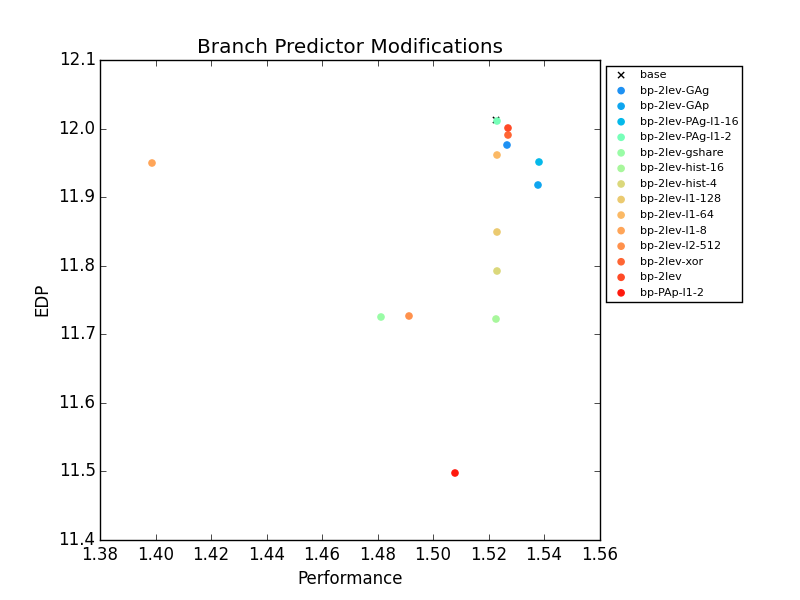 Branch Predictor Modifications
12.1
12.0
11.9
11.8
11.7
11.6
11.5
11.4
EDP
1.38 1.40 1.42 1.44 1.46 1.48 1.50 1.52 1.54 1.56
Performance
base
bp-2lev-GAg
bp-2lev-GAp
bp-2lev-PAg-l1-16
bp-2lev-PAg-l1-2
bp-2lev-gshare
bp-2lev-hist-16
bp-2lev-hist-4
bp-2lev-l1-128
bp-2lev-l1-64
bp-2lev-l1-8
bp-2lev-l2-512
bp-2lev-xor
bp-2lev
bp-PAp-l1-2